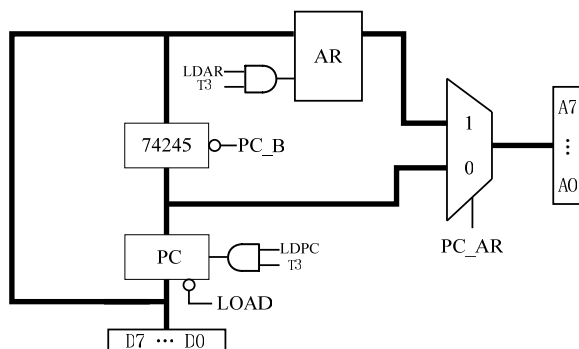 AR
LDAR
T3
A7
1
74245
PC_B
⋮
0
A0
PC
LDPC
T3
PC_AR
LOAD
D7 ··· D0